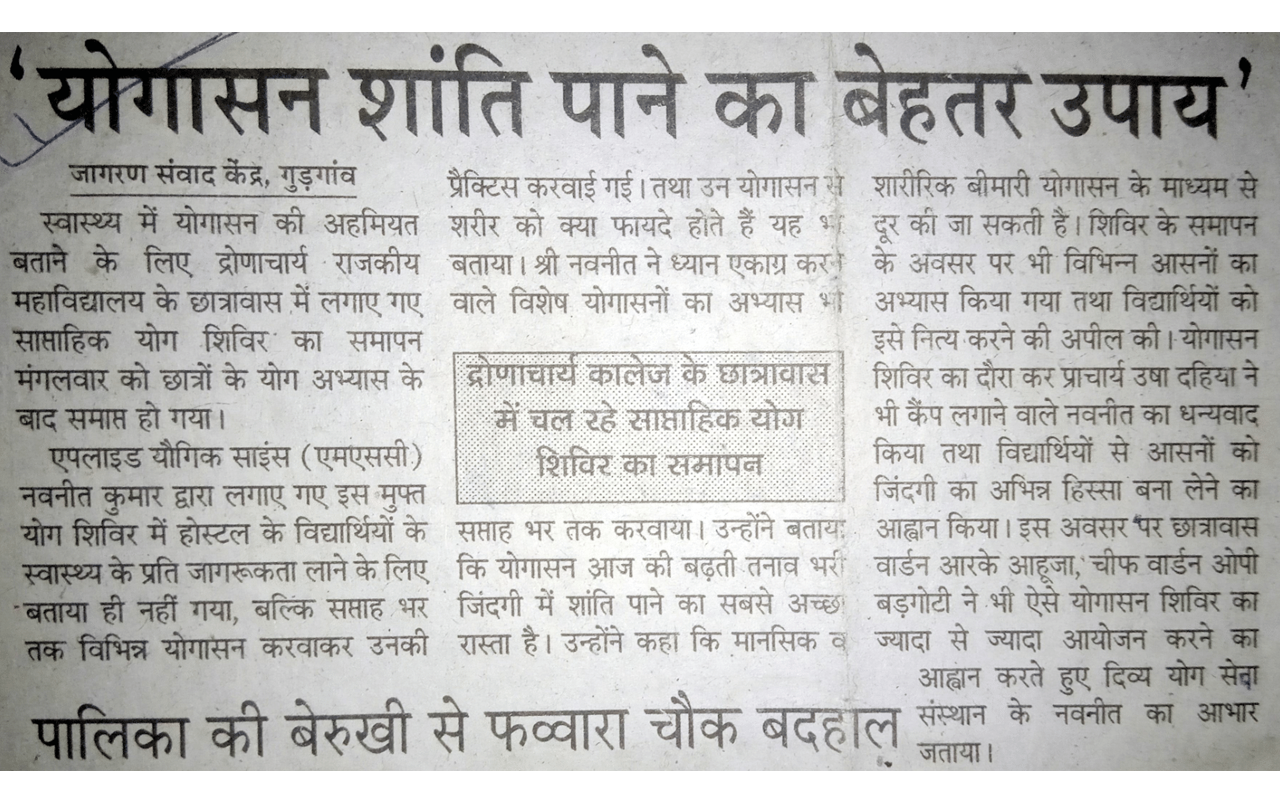 ‘योगासन शांति पाने का बेहतर उपाय’
जागरण संवाद केंद्र, गुड़गांव
स्वास्थ्य में योगासन की अहमियत
बताने के लिए द्रोणाचार्य राजकीय
महाविद्यालय के छात्रावास में लगाए गए
साप्ताहिक योग शिविर का समापन
मंगलवार को छात्रों के योग अभ्यास के
बाद समाप्त हो गया।
एपलाइड यौगिक साइंस (एमएससी)
नवनीत कुमार द्वारा लगाए गए इस मुफ्त
योग शिविर में होस्टल के विद्यार्थियों के
स्वास्थ्य के प्रति जागरूकता लाने के लिए
बताया ही नहीं गया, बल्कि सप्ताह भर
तक विभिन्न योगासन करवाकर उनकी
प्रैक्टिस करवाई गई। तथा उन योगासन से
शरीर को क्या फायदे होते हैं यह
बताया। श्री नवनीत ने ध्यान एकाग्र करने
वाले विशेष योगासनों का अभ्यास
द्रोणाचार्य कालेज के छात्रावास
में चल रहे साप्ताहिक योग
शिविर का समापन
सप्ताह भर तक करवाया। उन्होंने बताया
कि योगासन आज की बढ़ती तनाव भरी
जिंदगी में शांति पाने का सबसे अच्छा
रास्ता है। उन्होंने कहा कि मानसिक व
शारीरिक बीमारी योगासन के माध्यम से
दूर की जा सकती है। शिविर के समापन
के अवसर पर भी विभिन्न आसनों का
अभ्यास किया गया तथा विद्यार्थियों को
इसे नित्य करने की अपील की। योगासन
शिविर का दौरा कर प्राचार्य उषा दहिया ने
भी कैंप लगाने वाले नवनीत का धन्यवाद
किया तथा विद्यार्थियों से आसनों को
जिंदगी का अभिन्न हिस्सा बना लेने का
आह्वान किया। इस अवसर पर छात्रावास
वार्डन आरके आहूजा, चीफ वार्डन ओपी
बड़गोटी ने भी ऐसे योगासन शिविर का
ज्यादा से ज्यादा आयोजन करने का
आह्वान करते हुए दिव्य योग सेवा
संस्थान के नवनीत का आभार
जताया।
पालिका की बेरुखी से फव्वारा चौक बदहाल